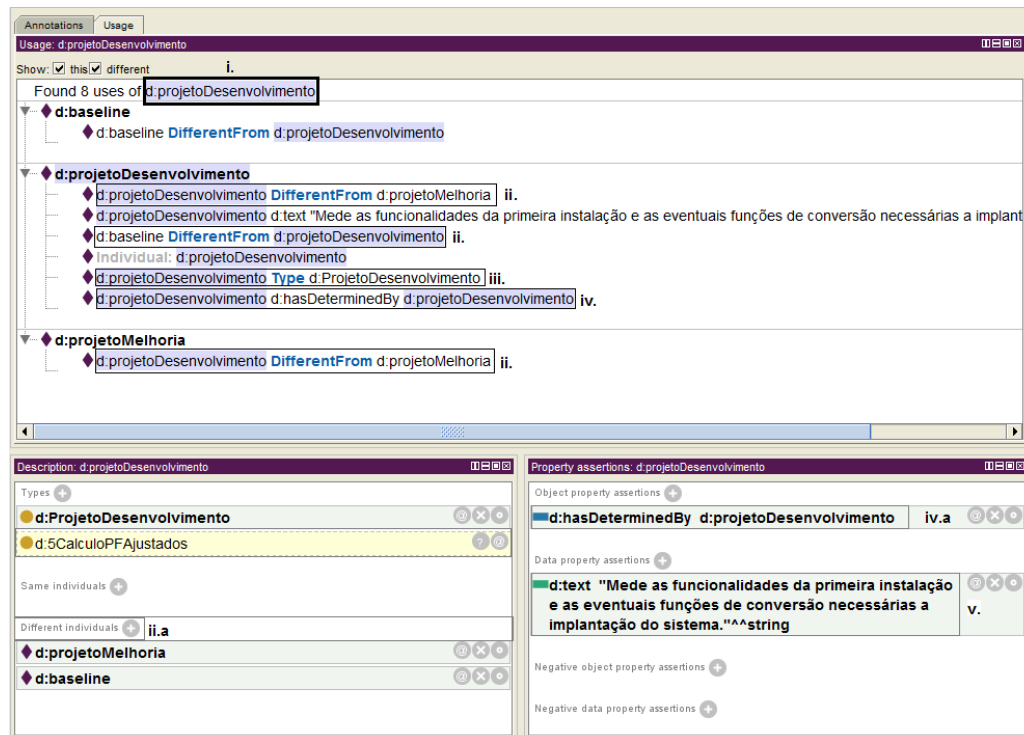 Annotations Usage
Usage: d:projetoDesenvolvimento
Show: this different i.
Found 8 uses of d:projetoDesenvolvimento
d:baseline
d:baseline DifferentFrom d:projetoDesenvolvimento
d:projetoDesenvolvimento
d:projetoDesenvolvimento DifferentFrom d:projetoMelhoria ii.
d:projetoDesenvolvimento d:text "Mede as funcionalidades da primeira instalação e as eventuais funções de conversão necessárias a implant
d:baseline DifferentFrom d:projetoDesenvolvimento ii.
Individual: d:projetoDesenvolvimento
d:projetoDesenvolvimento Type d:ProjetoDesenvolvimento iii.
d:projetoDesenvolvimento d:hasDeterminedBy d:projetoDesenvolvimento iv.
d:projetoMelhoria
d:projetoDesenvolvimento DifferentFrom d:projetoMelhoria ii.
Description: d:projetoDesenvolvimento
Types
d:ProjetoDesenvolvimento
d:5CalculoPFAjustados
Same individuals
Different individuals ii.a
d:projetoMelhoria
d:baseline
Property assertions: d:projetoDesenvolvimento
Object property assertions
d:hasDeterminedBy d:projetoDesenvolvimento iv.a
Data property assertions
d:text "Mede as funcionalidades da primeira instalação
e as eventuais funções de conversão necessárias a
implantação do sistema."^^string
v.
Negative object property assertions
Negative data property assertions